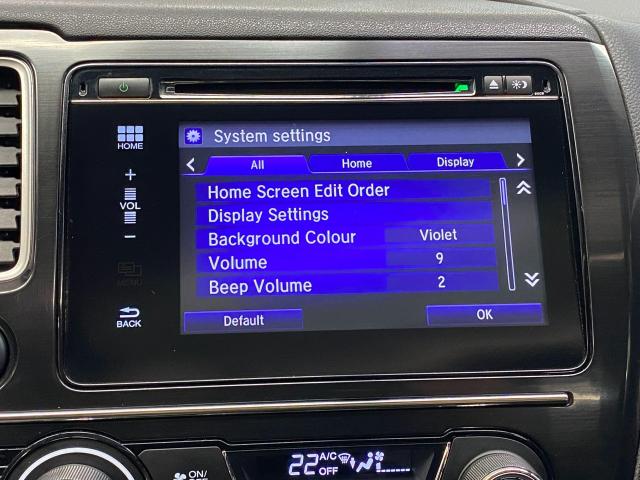 System settings
All Home Display
Home Screen Edit Order
Display Settings
Background Colour Violet
Volume 9
Beep Volume 2
Default OK
HOME
+
VOL
−
MENU
BACK
ON/
22 A/C
OFF